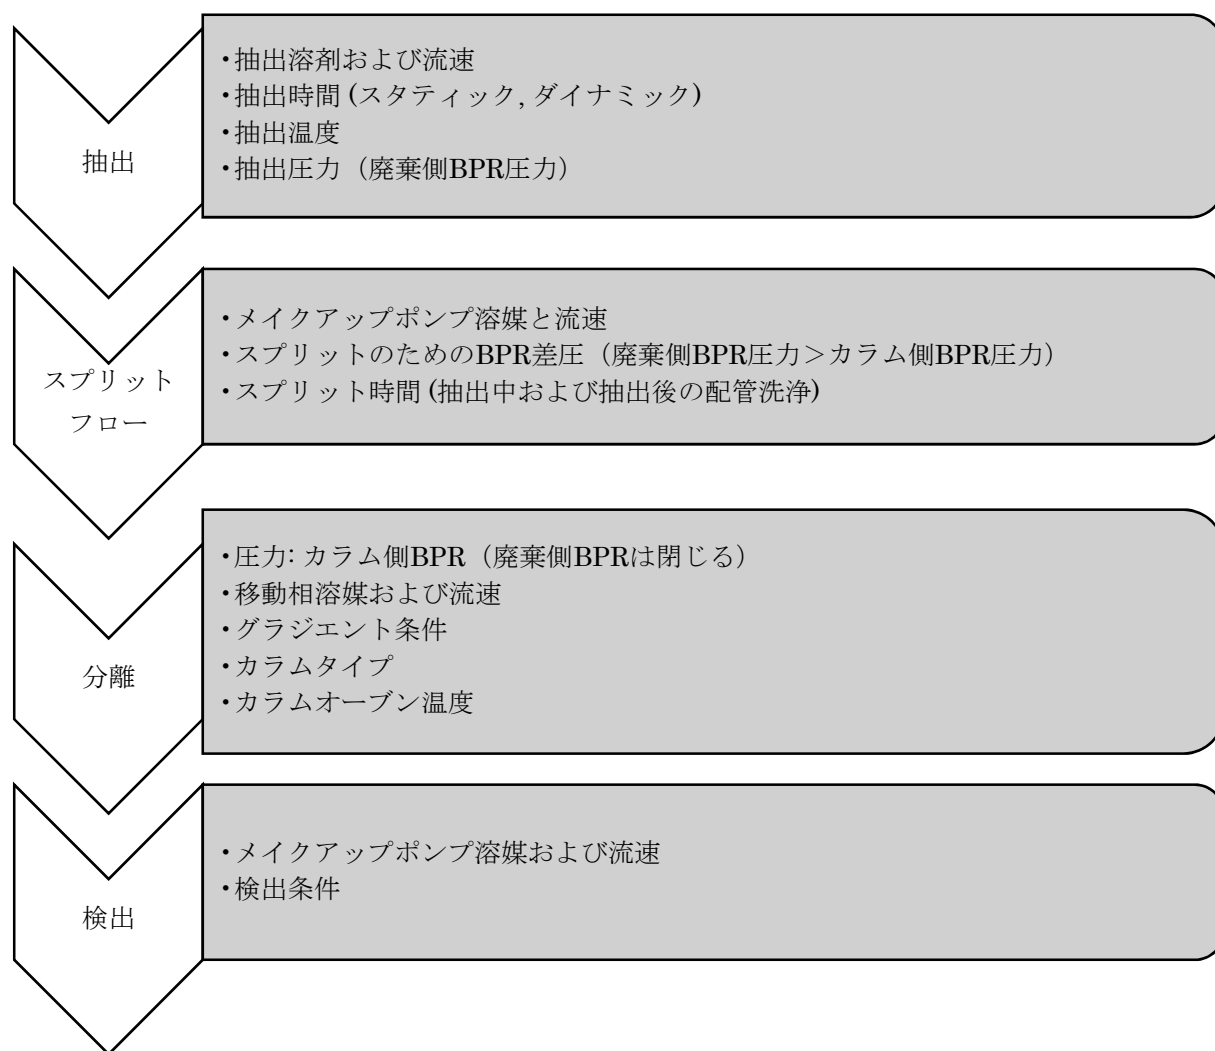 抽出
・抽出溶剤および流速
・抽出時間 (スタティック, ダイナミック)
・抽出温度
・抽出圧力（廃棄側BPR圧力）
スプリット
フロー
・メイクアップポンプ溶媒と流速
・スプリットのためのBPR差圧（廃棄側BPR圧力＞カラム側BPR圧力）
・スプリット時間 (抽出中および抽出後の配管洗浄)
分離
・圧力: カラム側BPR（廃棄側BPRは閉じる）
・移動相溶媒および流速
・グラジエント条件
・カラムタイプ
・カラムオーブン温度
検出
・メイクアップポンプ溶媒および流速
・検出条件